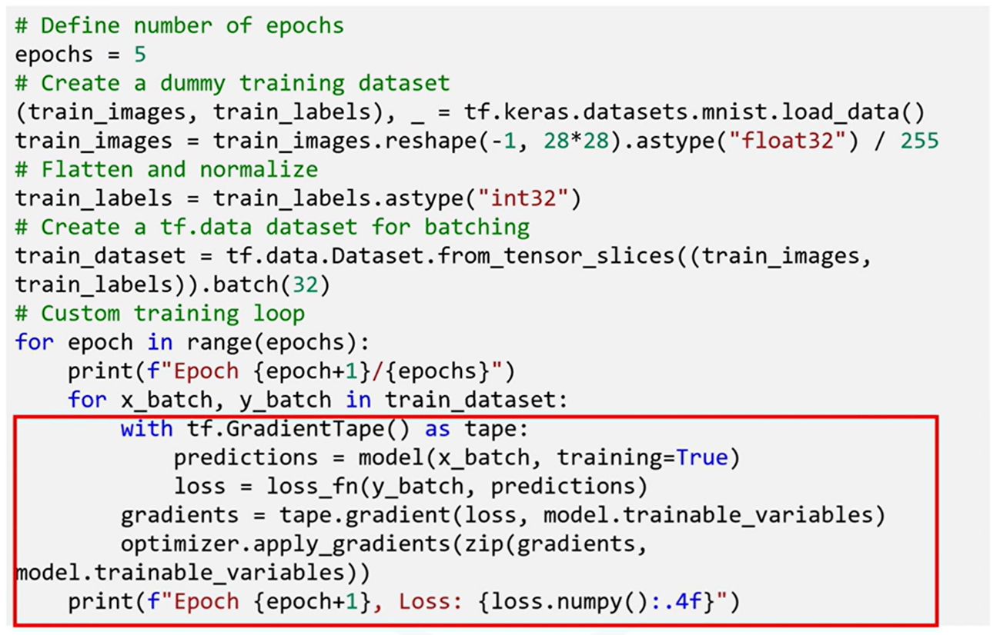 # Define number of epochs
epochs = 5
# Create a dummy training dataset
(train_images, train_labels), _ = tf.keras.datasets.mnist.load_data()
train_images = train_images.reshape(-1, 28*28).astype("float32") / 255
# Flatten and normalize
train_labels = train_labels.astype("int32")
# Create a tf.data dataset for batching
train_dataset = tf.data.Dataset.from_tensor_slices((train_images,
train_labels)).batch(32)
# Custom training loop
for epoch in range(epochs):
    print(f"Epoch {epoch+1}/{epochs}")
    for x_batch, y_batch in train_dataset:
        with tf.GradientTape() as tape:
            predictions = model(x_batch, training=True)
            loss = loss_fn(y_batch, predictions)
        gradients = tape.gradient(loss, model.trainable_variables)
        optimizer.apply_gradients(zip(gradients,
model.trainable_variables))
    print(f"Epoch {epoch+1}, Loss: {loss.numpy():.4f}")